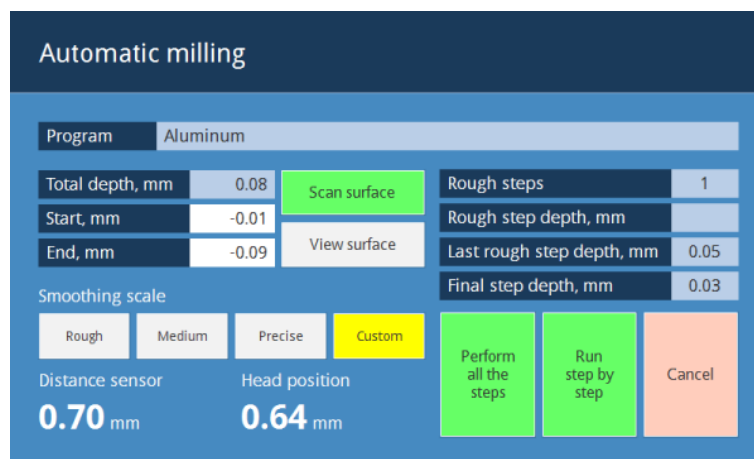 Automatic milling
Program Aluminum
Total depth, mm 0.08
Start, mm -0.01
End, mm -0.09
Scan surface
View surface
Rough steps 1
Rough step depth, mm
Last rough step depth, mm 0.05
Final step depth, mm 0.03
Smoothing scale
Rough Medium Precise Custom
Distance sensor
0.70 mm
Head position
0.64 mm
Perform
all the
steps
Run
step by
step
Cancel